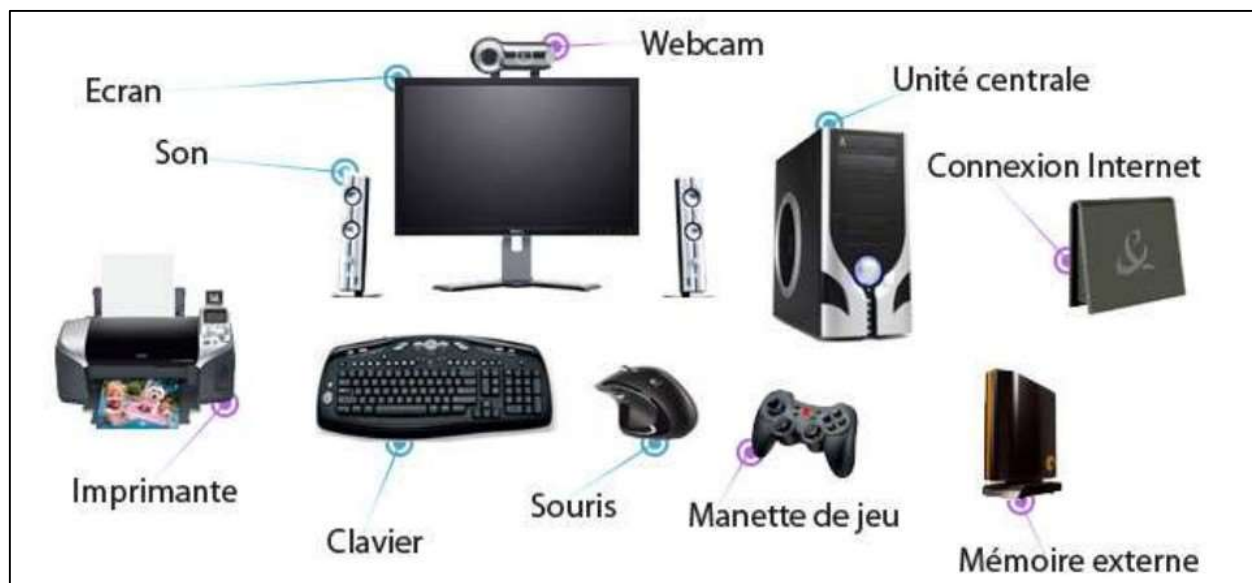 Webcam
Ecran
Unité centrale
Son
Connexion Internet
Imprimante
Clavier
Souris
Manette de jeu
Mémoire externe